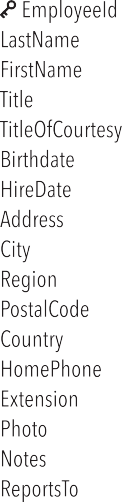 EmployeeId
LastName
FirstName
Title
TitleOfCourtesy
Birthdate
HireDate
Address
City
Region
PostalCode
Country
HomePhone
Extension
Photo
Notes
ReportsTo